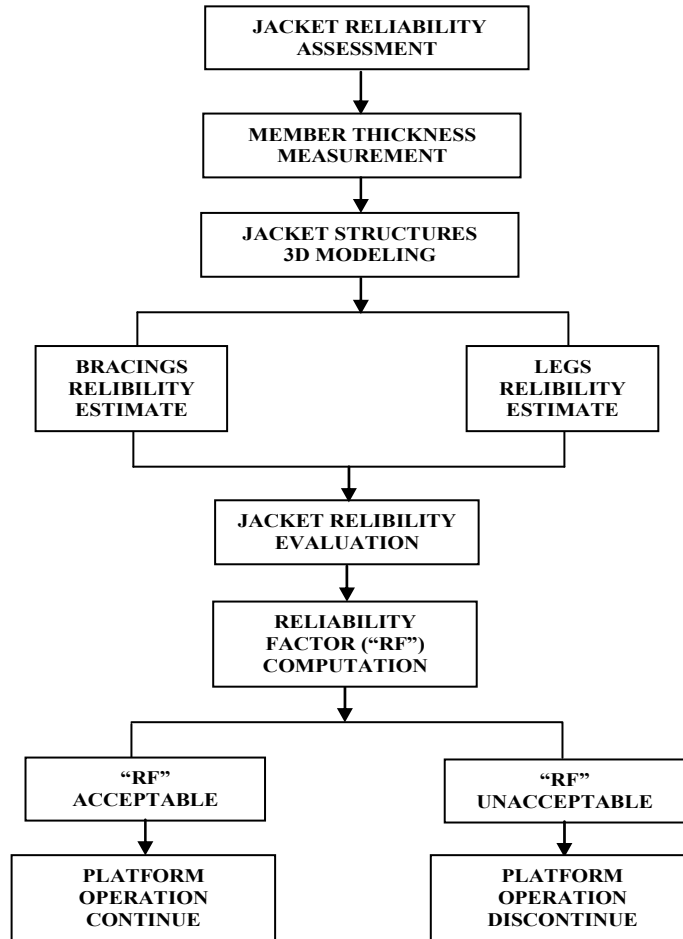 JACKET RELIABILITY
ASSESSMENT
MEMBER THICKNESS
MEASUREMENT
JACKET STRUCTURES
3D MODELING
BRACINGS
RELIBILITY
ESTIMATE
LEGS
RELIBILITY
ESTIMATE
JACKET RELIBILITY
EVALUATION
RELIABILITY
FACTOR (“RF”)
COMPUTATION
“RF”
ACCEPTABLE
“RF”
UNACCEPTABLE
PLATFORM
OPERATION
CONTINUE
PLATFORM
OPERATION
DISCONTINUE